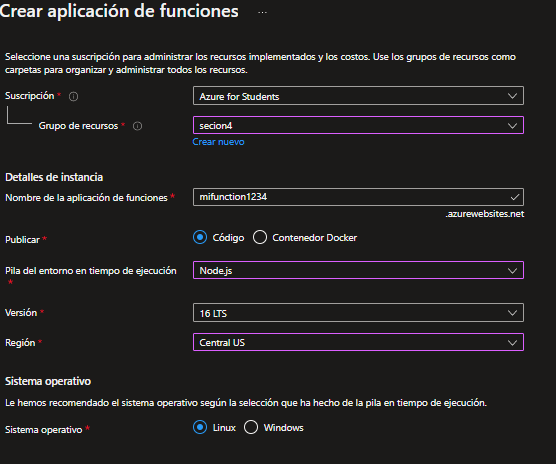 Crear aplicación de funciones ...
Seleccione una suscripción para administrar los recursos implementados y los costos. Use los grupos de recursos como
carpetas para organizar y administrar todos los recursos.
Suscripción * Azure for Students
Grupo de recursos * secion4
Crear nuevo
Detalles de instancia
Nombre de la aplicación de funciones * mifunction1234
.azurewebsites.net
Publicar * Código Contenedor Docker
Pila del entorno en tiempo de ejecución Node.js
*
Versión * 16 LTS
Región * Central US
Sistema operativo
Le hemos recomendado el sistema operativo según la selección que ha hecho de la pila en tiempo de ejecución.
Sistema operativo * Linux Windows